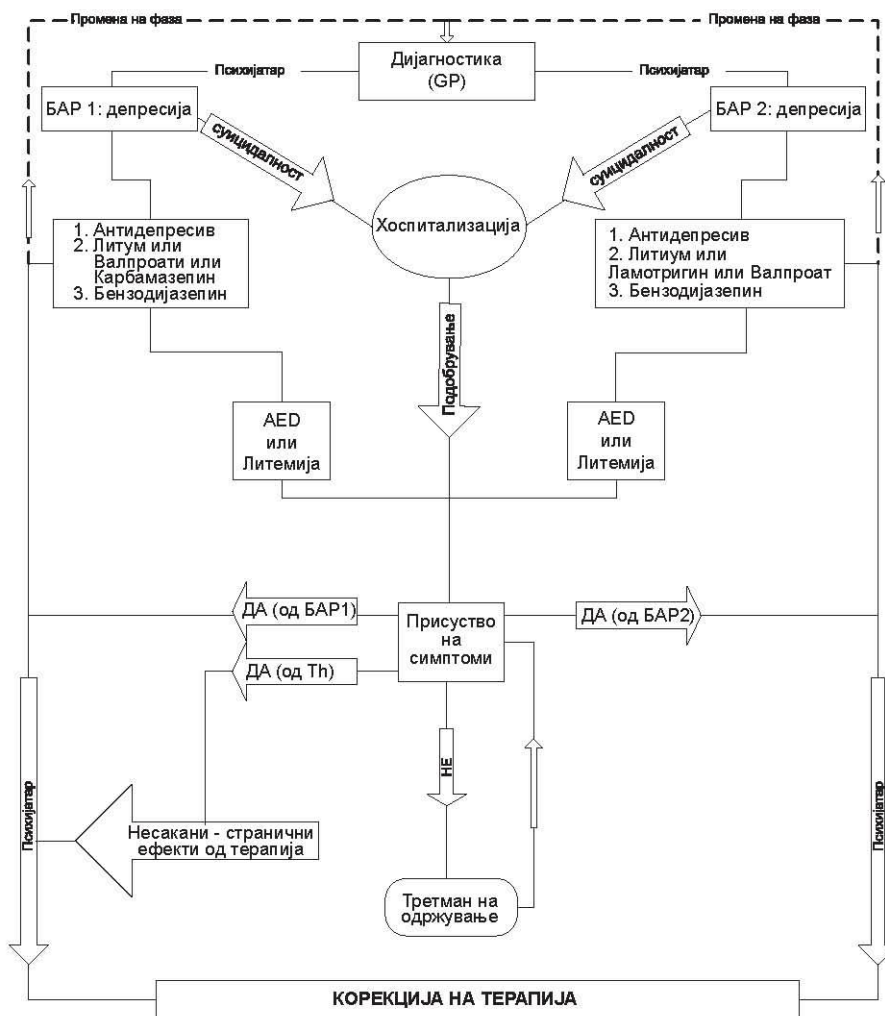 Промена на фаза
Промена на фаза
Дијагностика
(GP)
Психијатар
Психијатар
БАР 1: депресија
БАР 2: депресија
суицидалност
суицидалност
Хоспитализација
1. Антидепресив
2. Литум или
Валпроати или
Карбамазепин
3. Бензодијазепин
1. Антидепресив
2. Литиум или
Ламотригин или Валпроат
3. Бензодијазепин
Подобрување
AED
или
Литемија
AED
или
Литемија
ДА (од БАР1)
Присуство
на
симптоми
ДА (од БАР2)
ДА (од Th)
НЕ
Психијатар
Психијатар
Несакани - странични
ефекти од терапија
Третман на
одржување
КОРЕКЦИЈА НА ТЕРАПИЈА